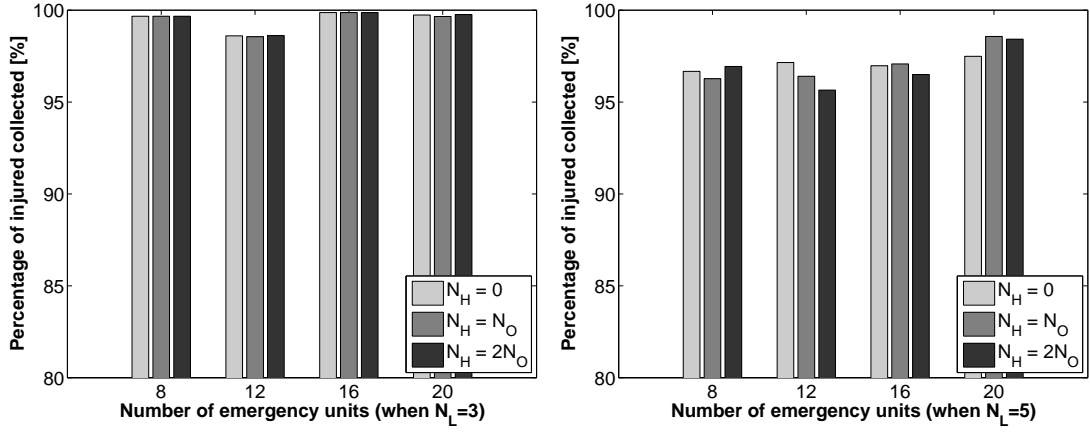 Percentage of injured collected [%]
100
95
90
85
80
8
12
16
20
N_H = 0
N_H = N_O
N_H = 2N_O
Number of emergency units (when N_L=3)
Percentage of injured collected [%]
100
95
90
85
80
8
12
16
20
N_H = 0
N_H = N_O
N_H = 2N_O
Number of emergency units (when N_L=5)